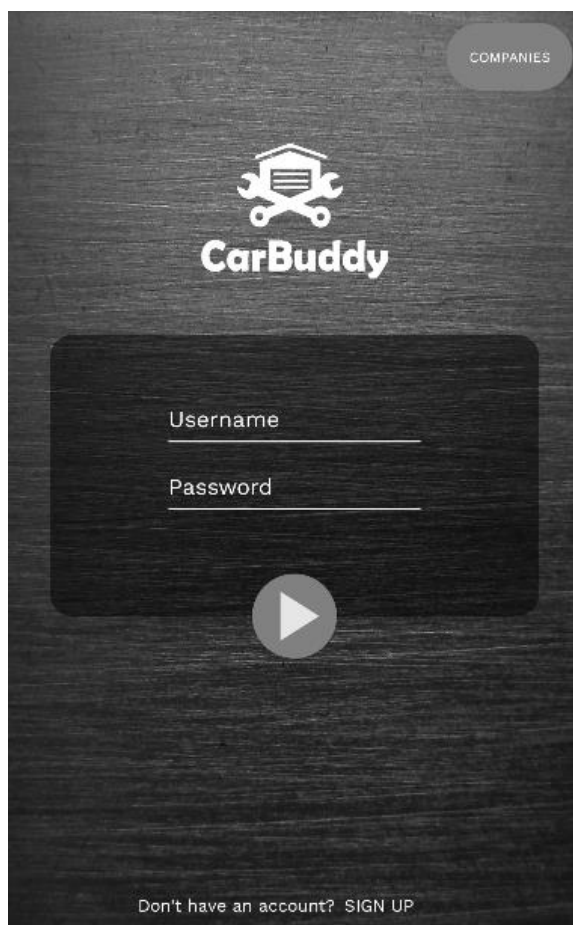 COMPANIES
CarBuddy
Username
Password
Don't have an account? SIGN UP